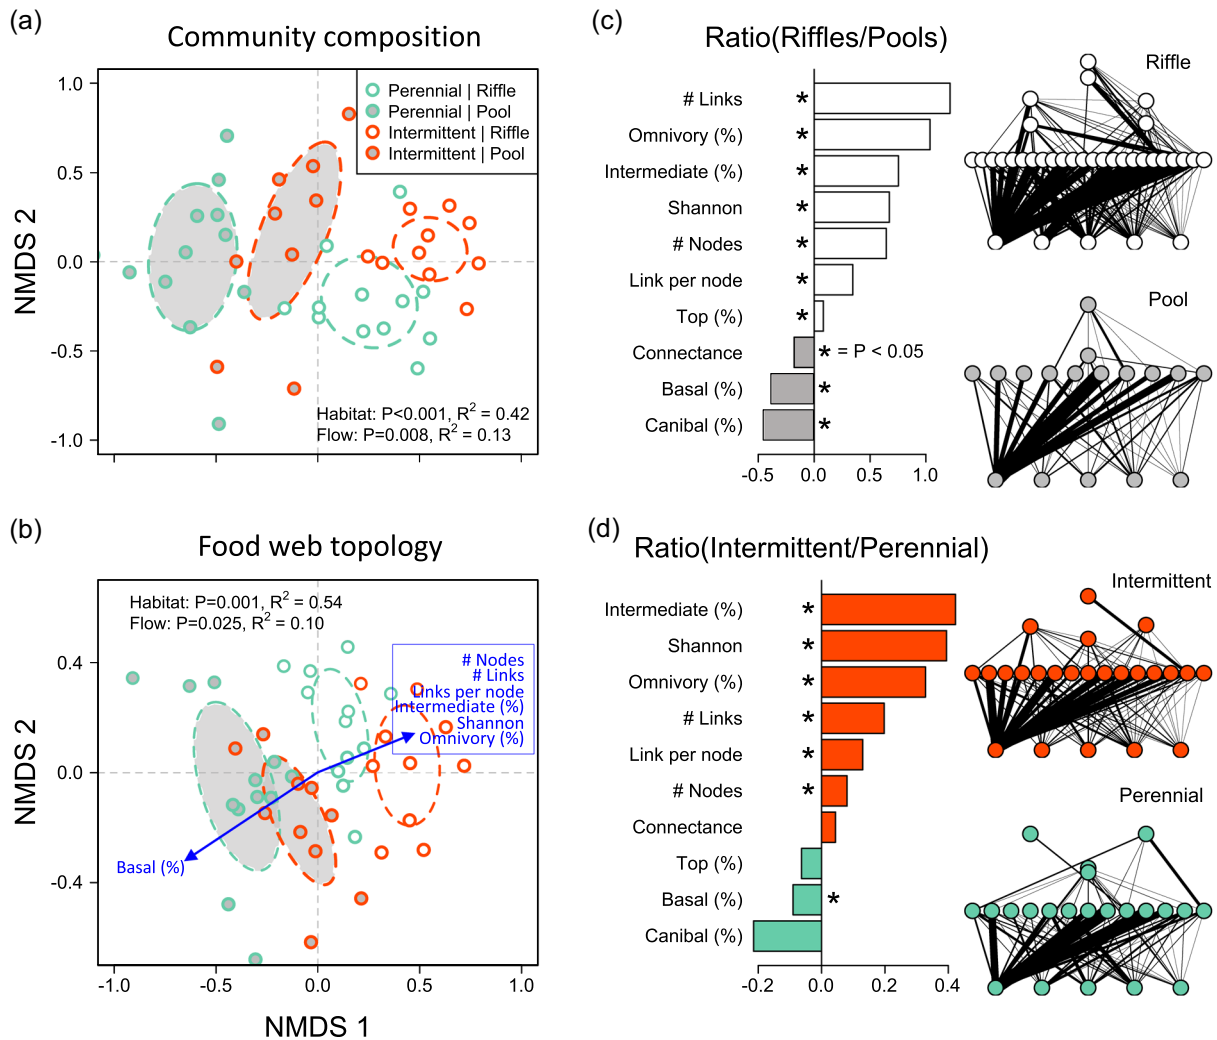 (a)
Community composition
1.0
0.5
0.0
-0.5
-1.0
NMDS 2
Perennial | Riffle
Perennial | Pool
Intermittent | Riffle
Intermittent | Pool
Habitat: P<0.001, R² = 0.42
Flow: P=0.008, R² = 0.13
(b)
Food web topology
Habitat: P=0.001, R² = 0.54
Flow: P=0.025, R² = 0.10
# Nodes
# Links
Links per node
Intermediate (%)
Shannon
Omnivory (%)
Basal (%)
0.4
0.0
-0.4
NMDS 2
-1.0 -0.5 0.0 0.5 1.0
NMDS 1
(c)
Ratio(Riffles/Pools)
# Links *
Omnivory (%) *
Intermediate (%) *
Shannon *
# Nodes *
Link per node *
Top (%) *
Connectance * = P < 0.05
Basal (%) *
Canibal (%) *
-0.5 0.0 0.5 1.0
Riffle
Pool
(d)
Ratio(Intermittent/Perennial)
Intermediate (%) *
Shannon *
Omnivory (%) *
# Links *
Link per node *
# Nodes *
Connectance
Top (%)
Basal (%) *
Canibal (%)
-0.2 0.0 0.2 0.4
Intermittent
Perennial